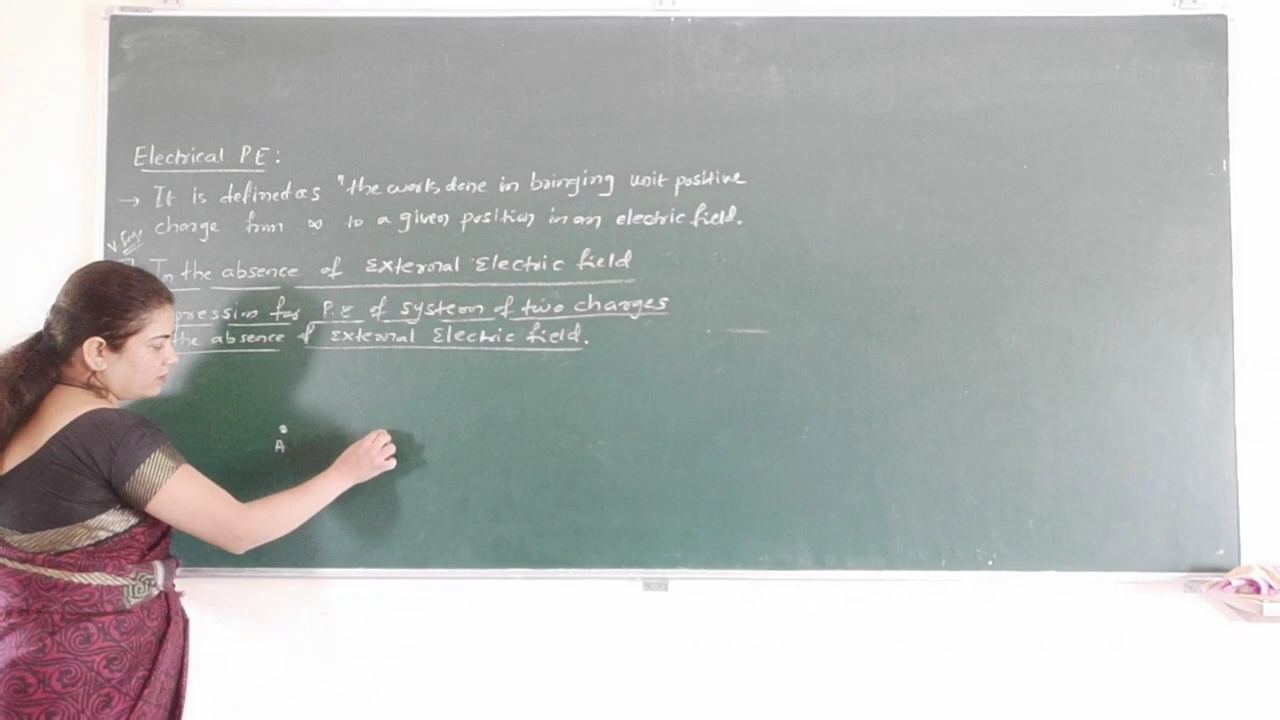 Electrical PE:
→ It is defined as "the work done in bringing unit positive
charge from ∞ to a given position in an electric field.
V Imp
In the absence of External Electric field
pression for P.E of system of two charges
the absence of External Electric field.
A